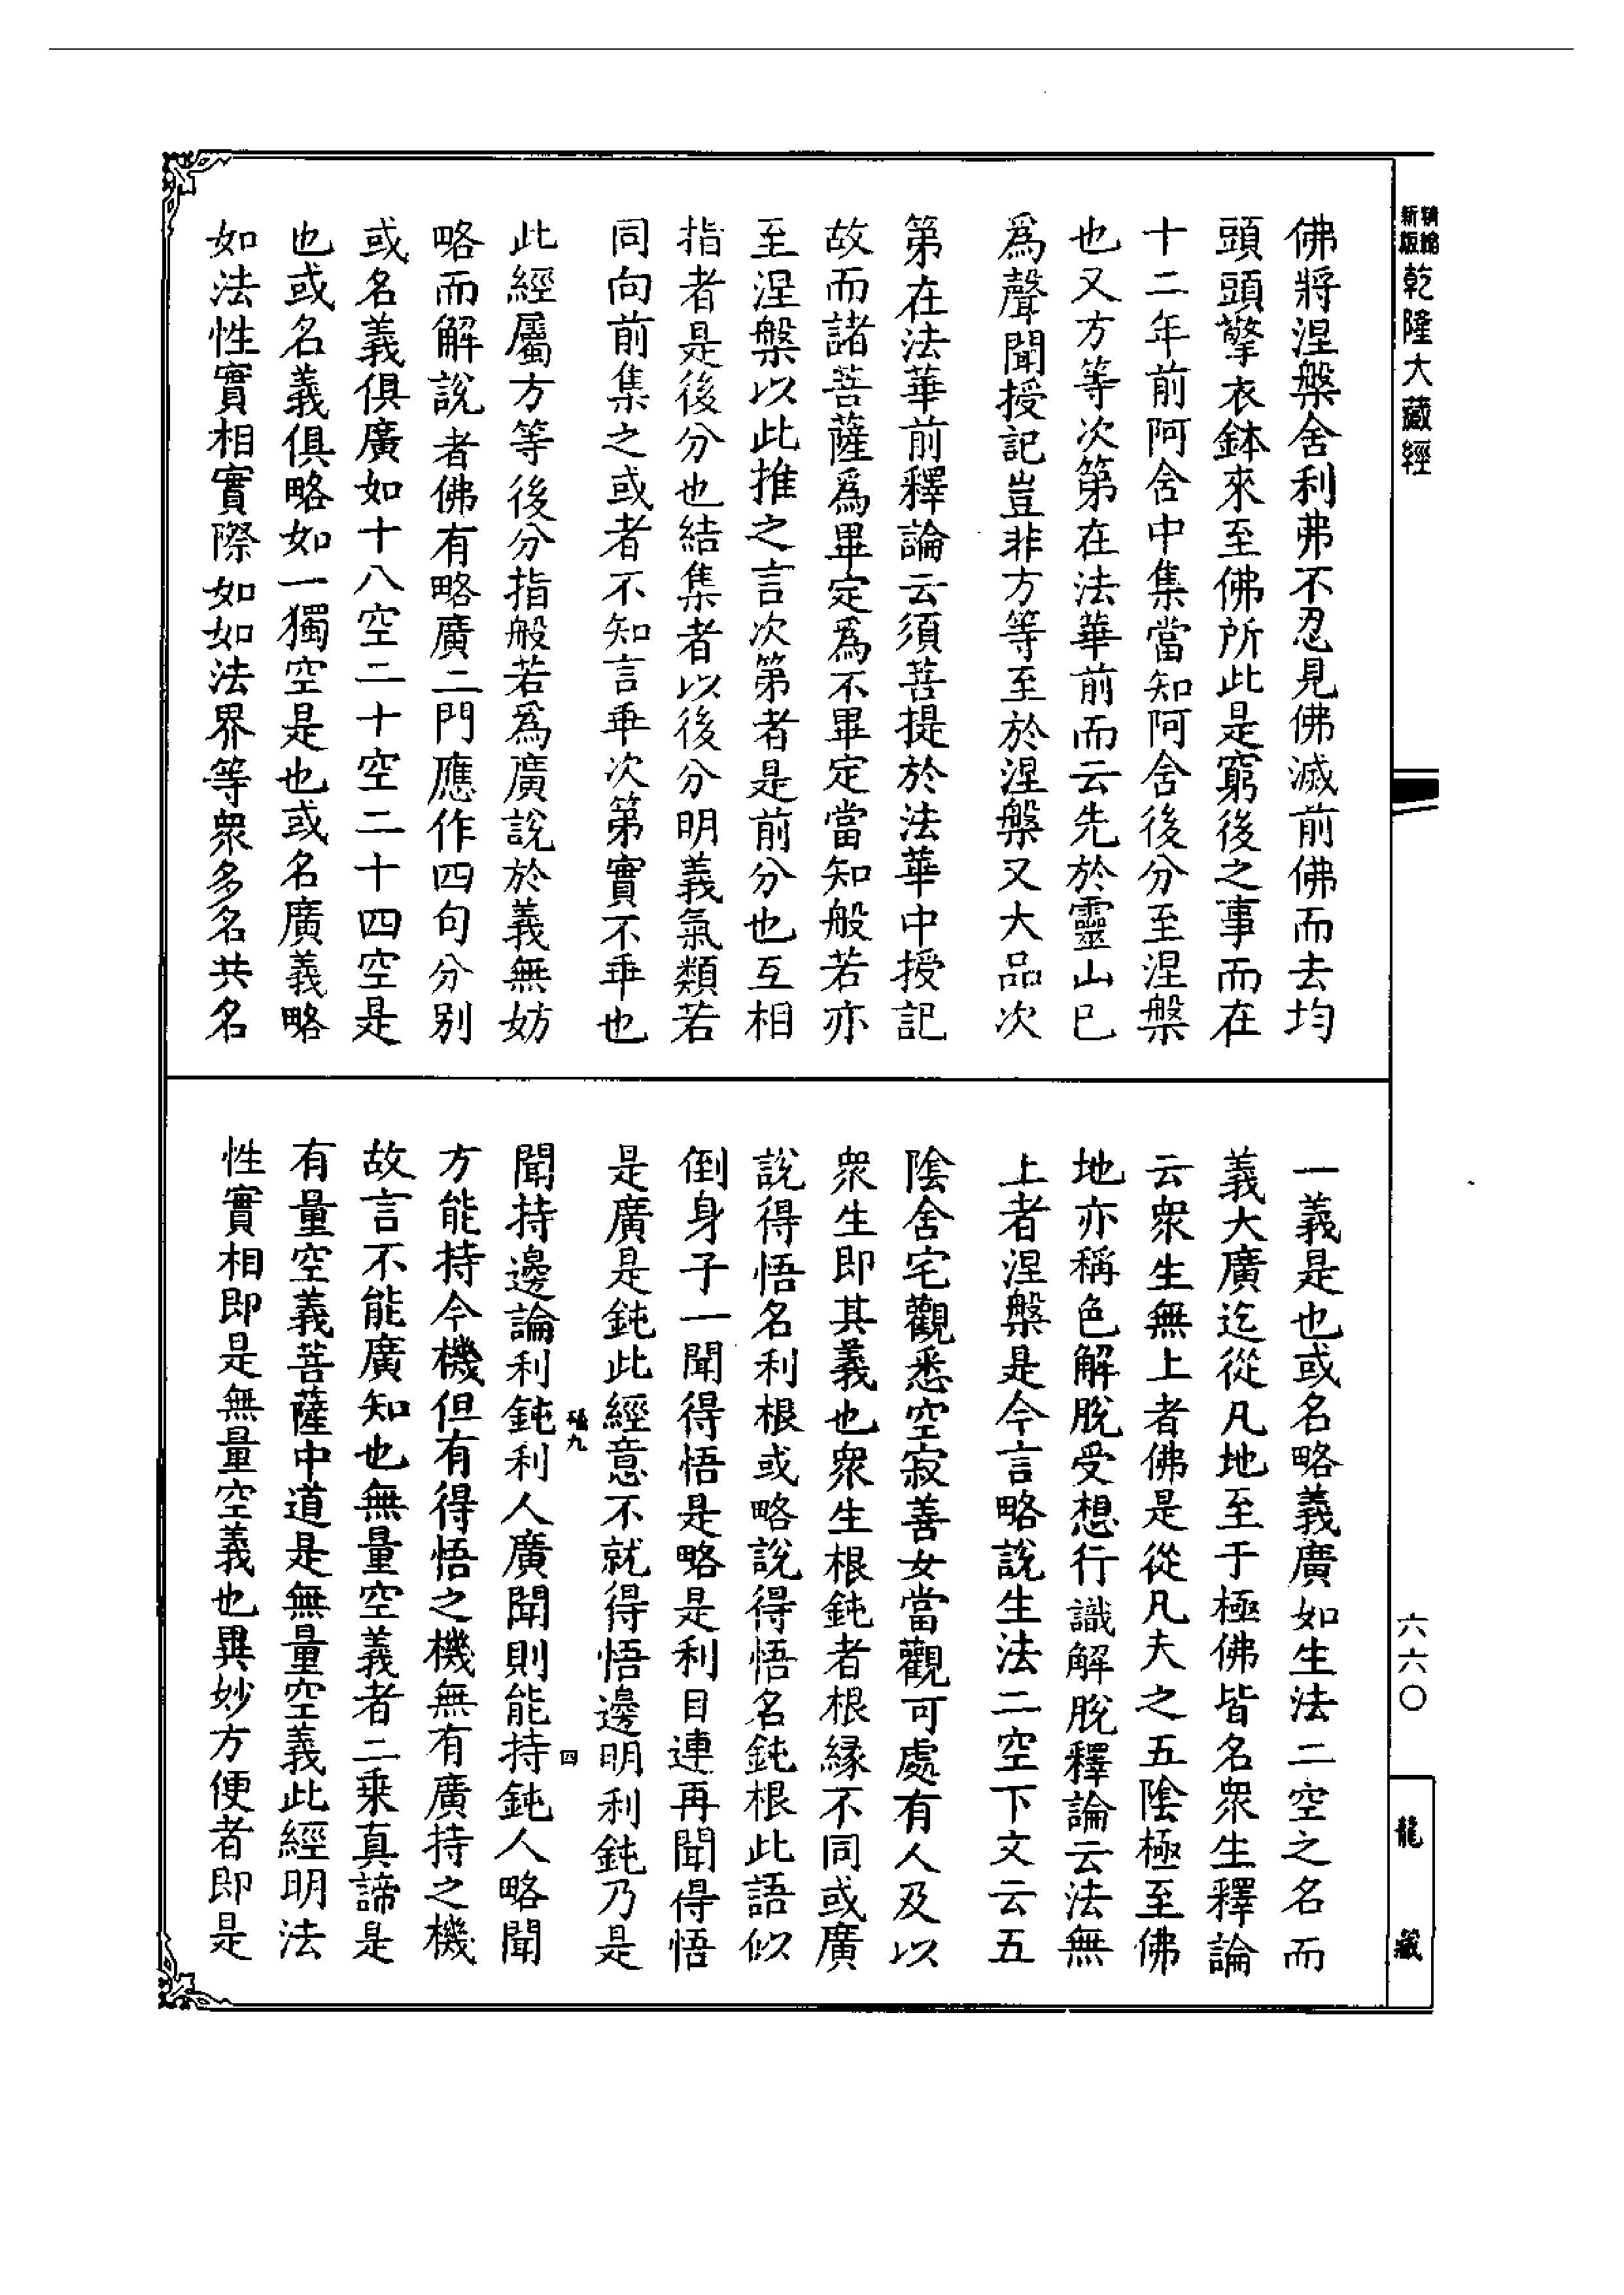 精緻
新版
乾隆大藏經
佛將涅槃舍利弗不忍見佛滅前佛而去均
頭頭擎衣鉢來至佛所此是窮後之事而在
十二年前阿含中集當知阿含後分至涅槃
也又方等次第在法華前而云先於靈山已
爲聲聞授記豈非方等至於涅槃又大品次
第在法華前釋論云須菩提於法華中授記
故而諸菩薩爲畢定爲不畢定當知般若亦
至涅槃以此推之言次第者是前分也互相
指者是後分也結集者以後分明義氣類若
同向前集之或者不知言乖次第實不乖也
此經屬方等後分指般若爲廣說於義無妨
略而解說者佛有略廣二門應作四句分別
或名義俱廣如十八空二十空二十四空是
也或名義俱略如一獨空是也或名廣義略
如法性實相實際如如法界等衆多名共名
一義是也或名略義廣如生法二空之名而
義大廣迄從凡地至于極佛皆名衆生釋論
云衆生無上者佛是從凡夫之五陰極至佛
地亦稱色解脫受想行識解脫釋論云法無
上者涅槃是今言略說生法二空下文云五
陰舍宅觀悉空寂善女當觀可處有人及以
衆生即其義也衆生根鈍者根緣不同或廣
說得悟名利根或略說得悟名鈍根此語似
倒身子一聞得悟是略是利目連再聞得悟
是廣是鈍此經意不就得悟邊明利鈍乃是
聞持邊論利鈍利人廣聞則能持鈍人略聞
方能持今機但有得悟之機無有廣持之機
故言不能廣知也無量空義者二乘真諦是
有量空義菩薩中道是無量空義此經明法
性實相即是無量空義也異妙方便者即是
九
四
六六〇
龍藏